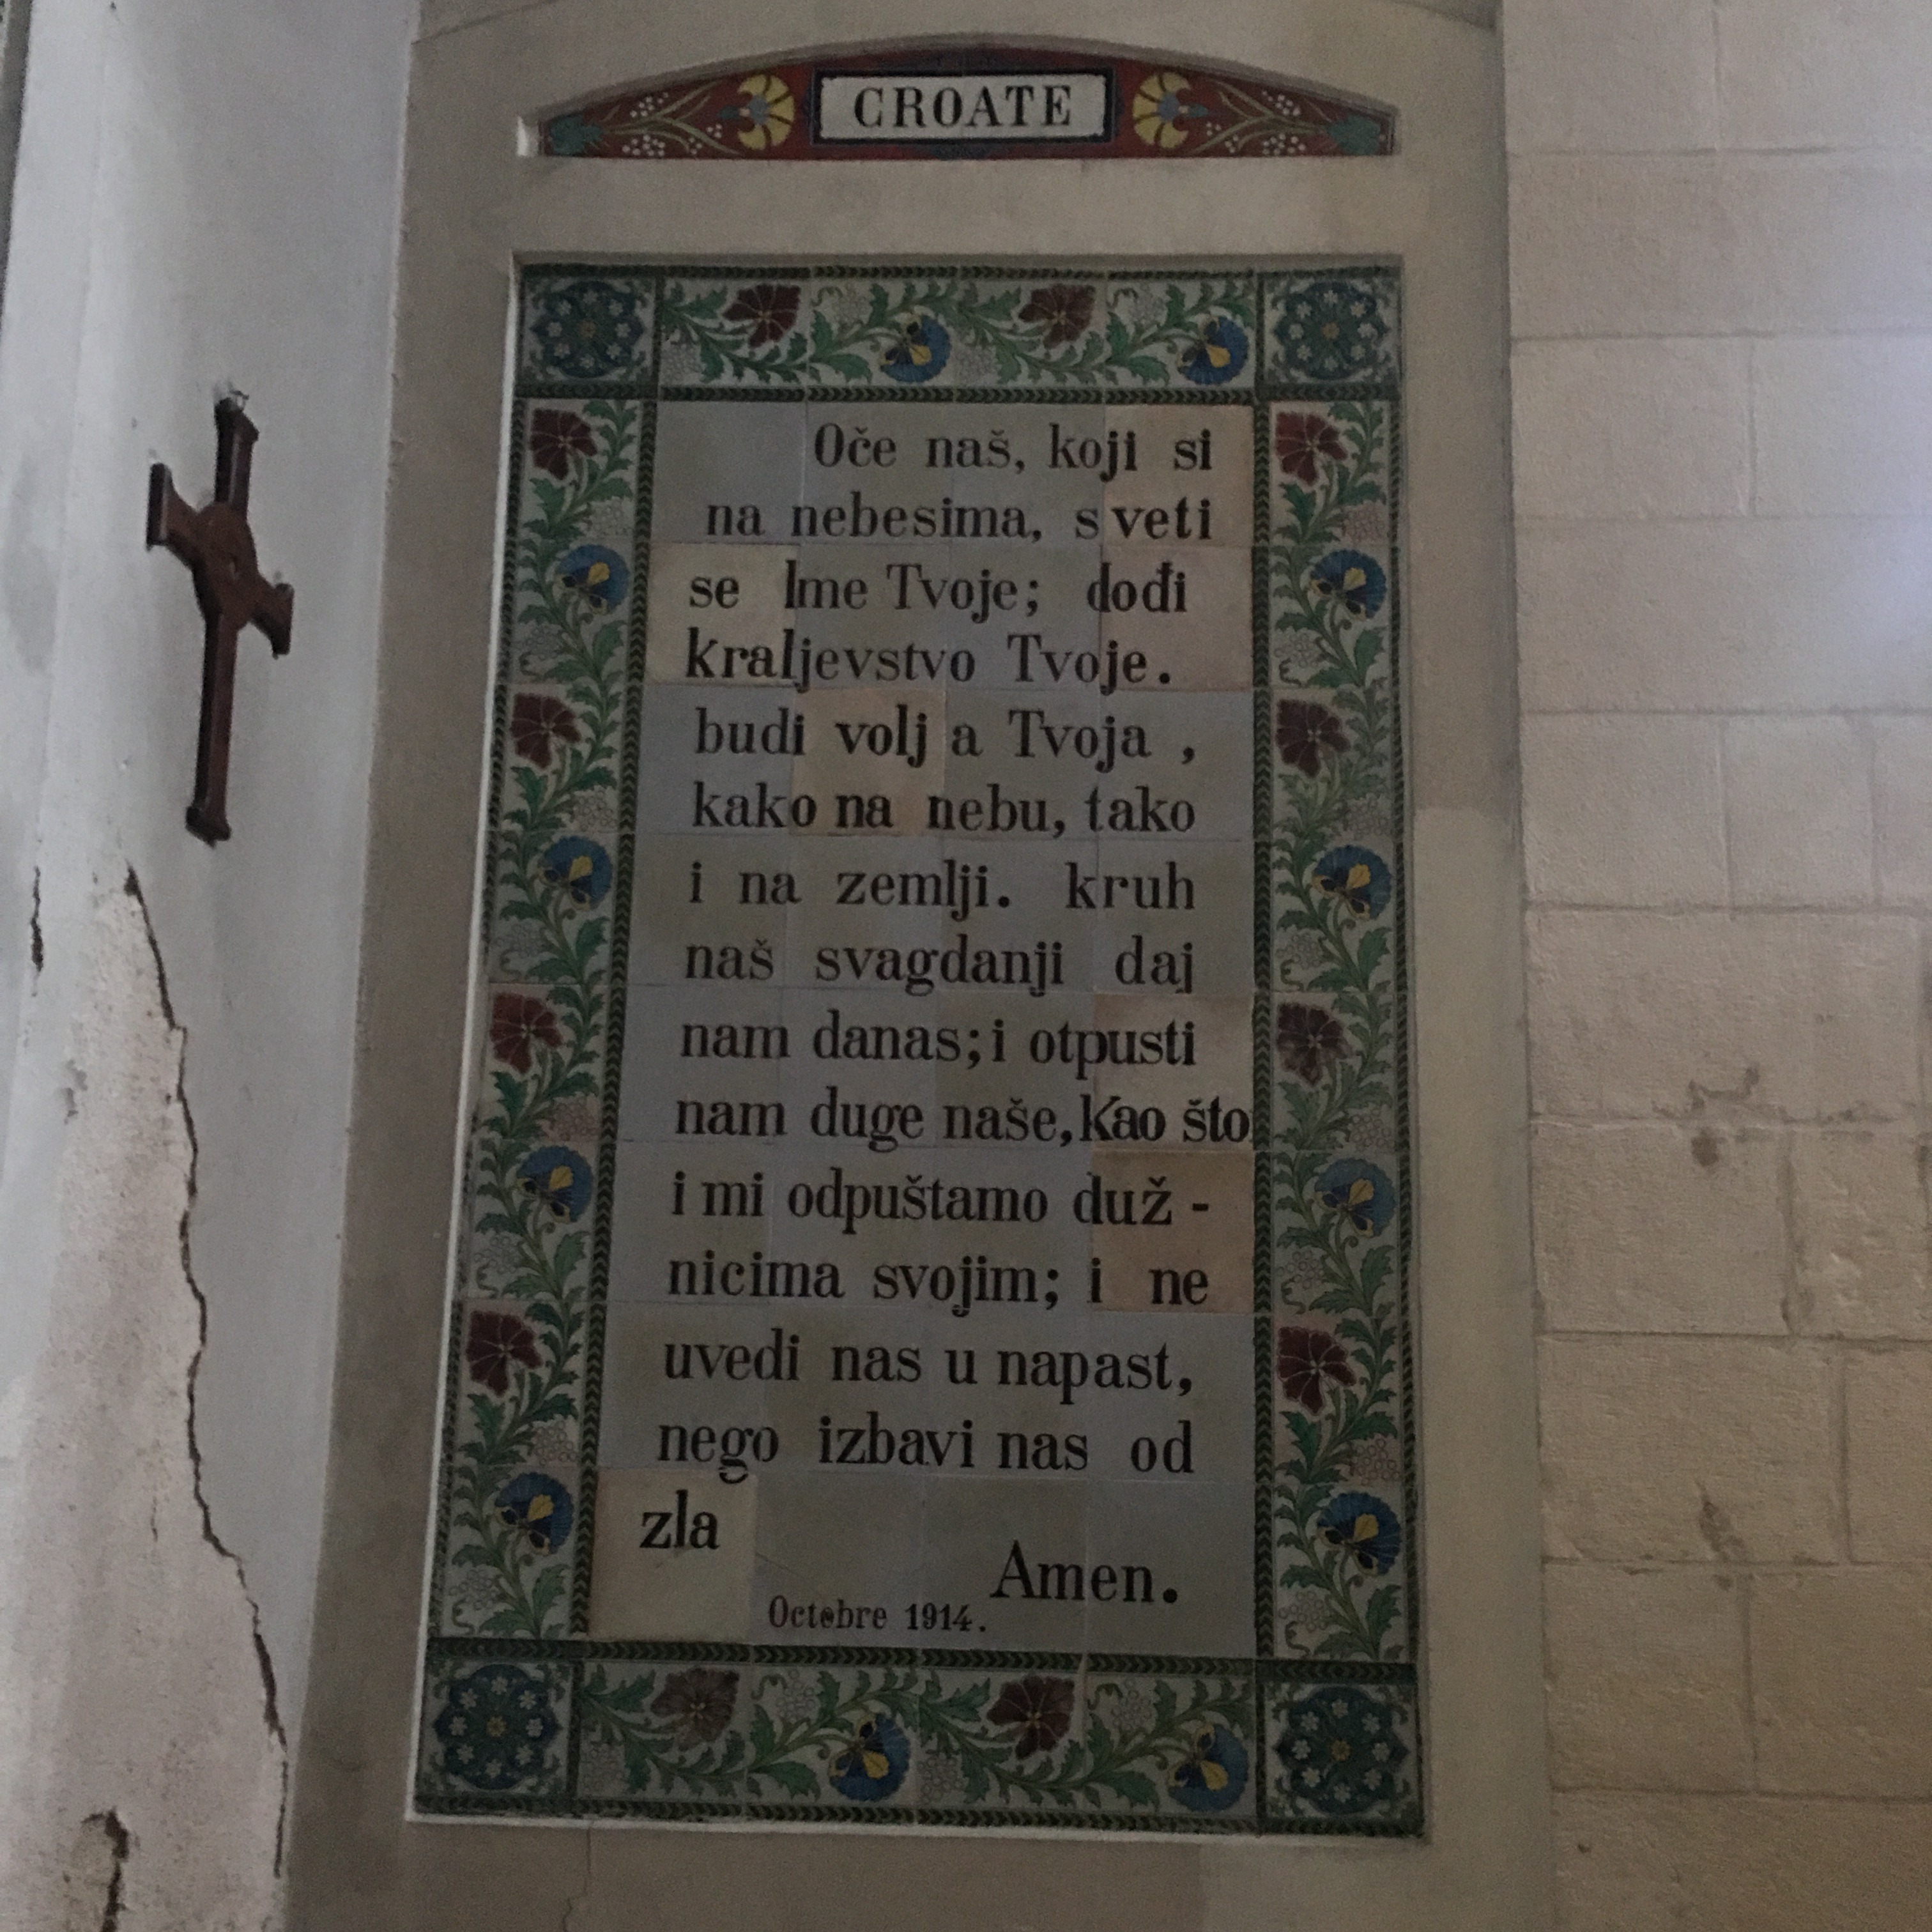 CROATE
Oče naš, koji si
na nebesima, sveti
se Ime Tvoje; dođi
kraljevstvo Tvoje.
budi volja Tvoja ,
kako na nebu, tako
i na zemlji. kruh
naš svagdanji daj
nam danas; i otpusti
nam duge naše, Kao što
i mi odpuštamo duž -
nicima svojim; i ne
uvedi nas u napast,
nego izbavi nas od
zla
Amen.
Octobre 1914.